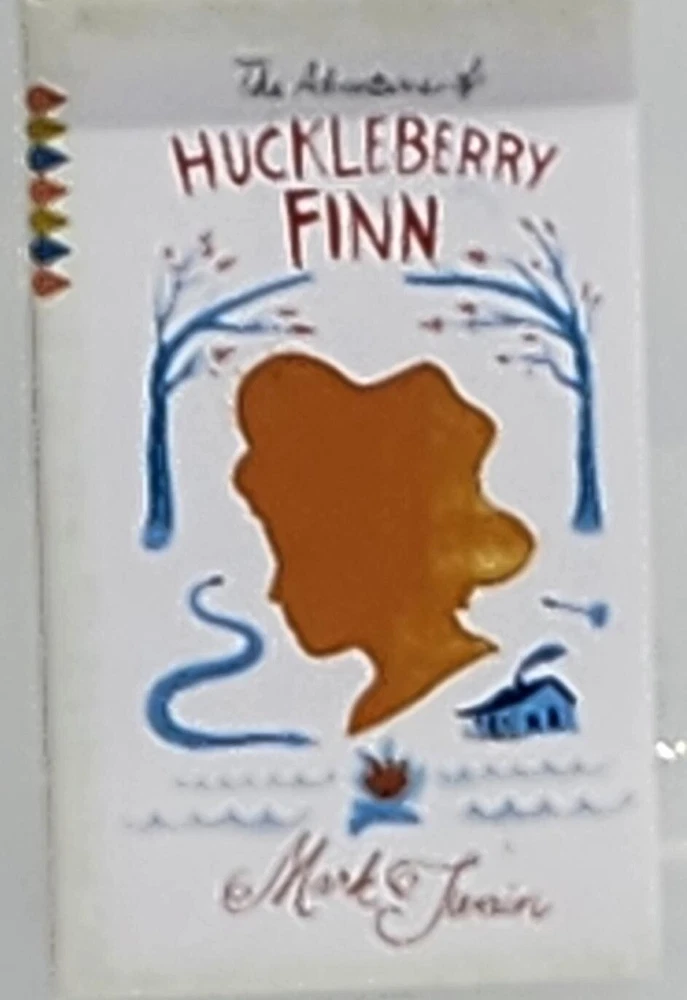 The Adventures of
HUCKLEBERRY
FINN
Mark Twain